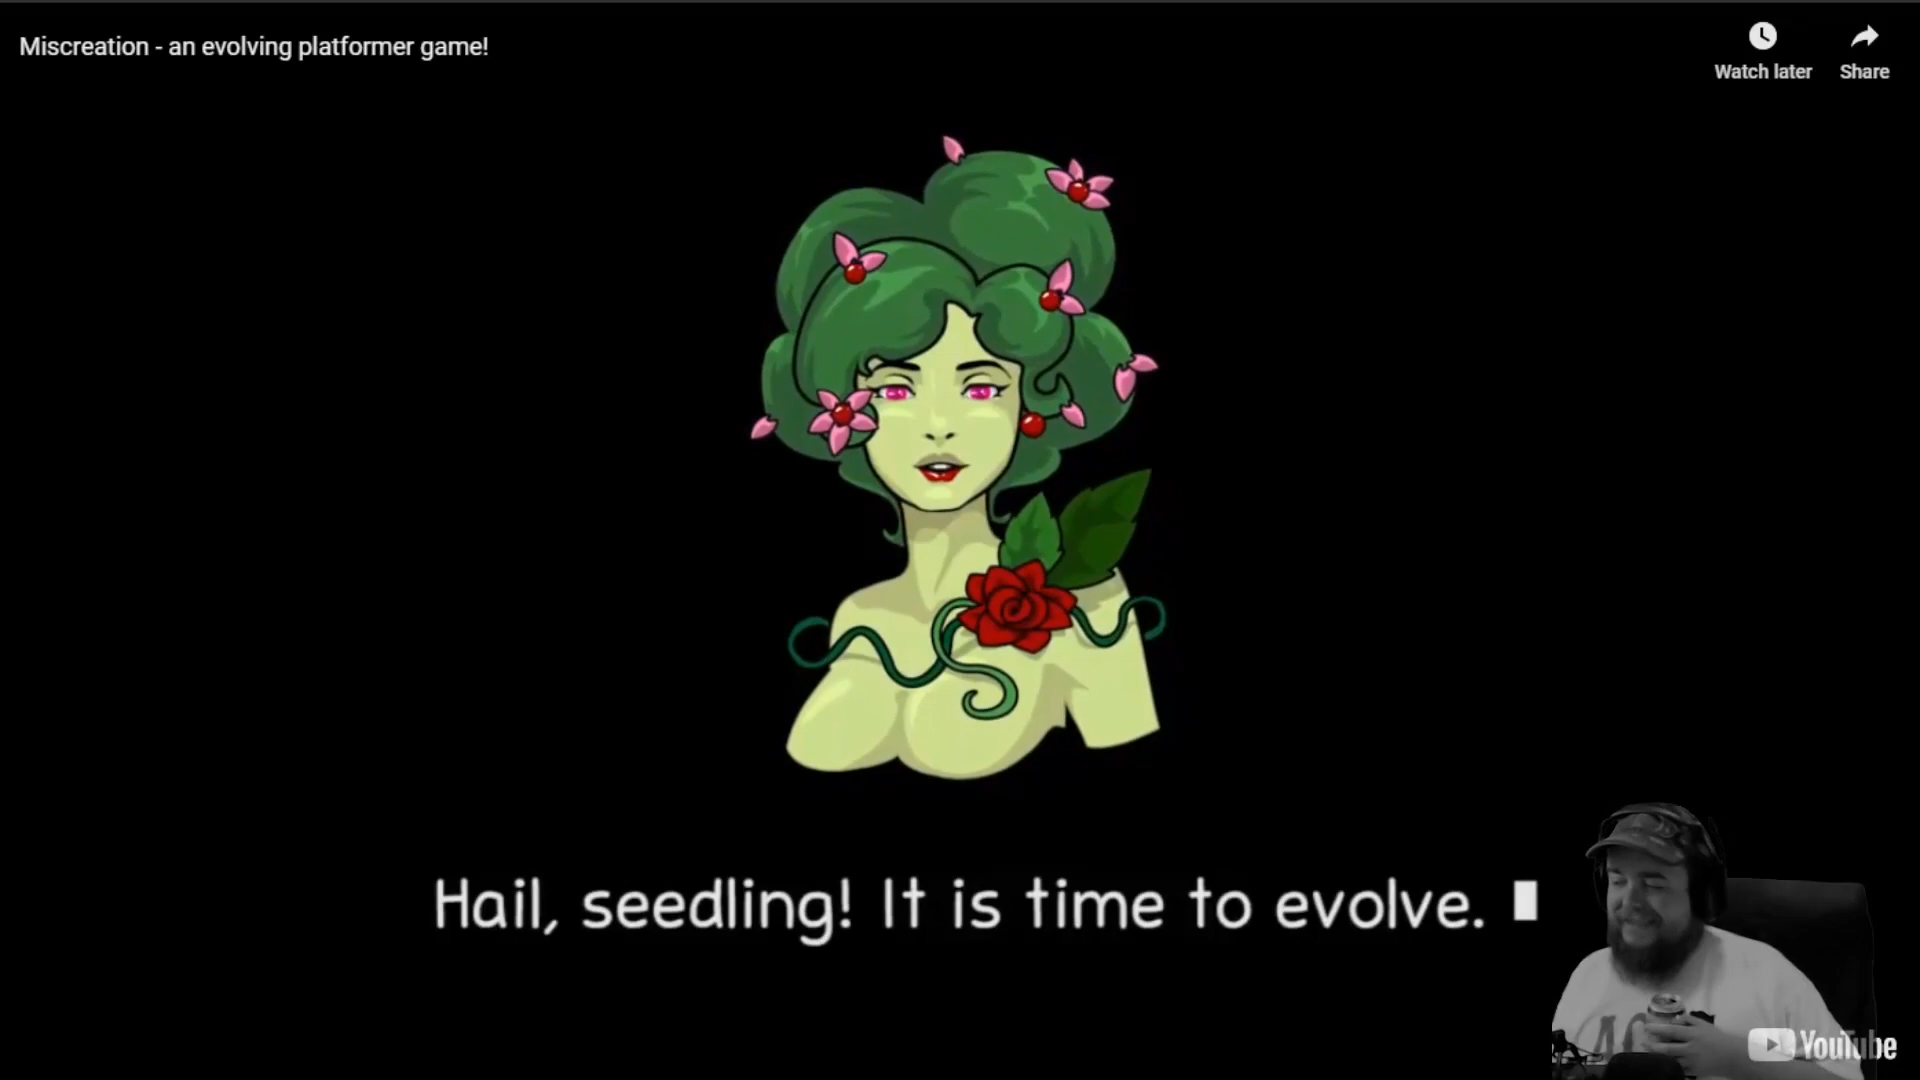 Miscreation - an evolving platformer game!
Watch later
Share
Hail, seedling! It is time to evolve.
YouTube